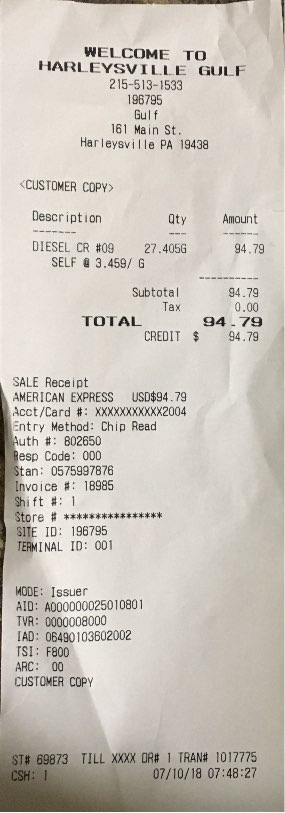 WELCOME TO
HARLEYSVILLE GULF
215-513-1533
196795
Gulf
161 Main St.
Harleysville PA 19438
<CUSTOMER COPY>
Description Qty Amount
------- --- ------
DIESEL CR #09 27.405G 94.79
SELF @ 3.459/ G
----------
Subtotal 94.79
Tax 0.00
TOTAL 94.79
CREDIT $ 94.79
SALE Receipt
AMERICAN EXPRESS USD$94.79
Acct/Card #: XXXXXXXXXXX2004
Entry Method: Chip Read
Auth #: 802650
Resp Code: 000
Stan: 0575997876
Invoice #: 18985
Shift #: 1
Store # ****************
SITE ID: 196795
TERMINAL ID: 001
MODE: Issuer
AID: A000000025010801
TVR: 0000008000
IAD: 06490103602002
TSI: F800
ARC: 00
CUSTOMER COPY
ST# 69873 TILL XXXX DR# 1 TRAN# 1017775
CSH: 1 07/10/18 07:48:27